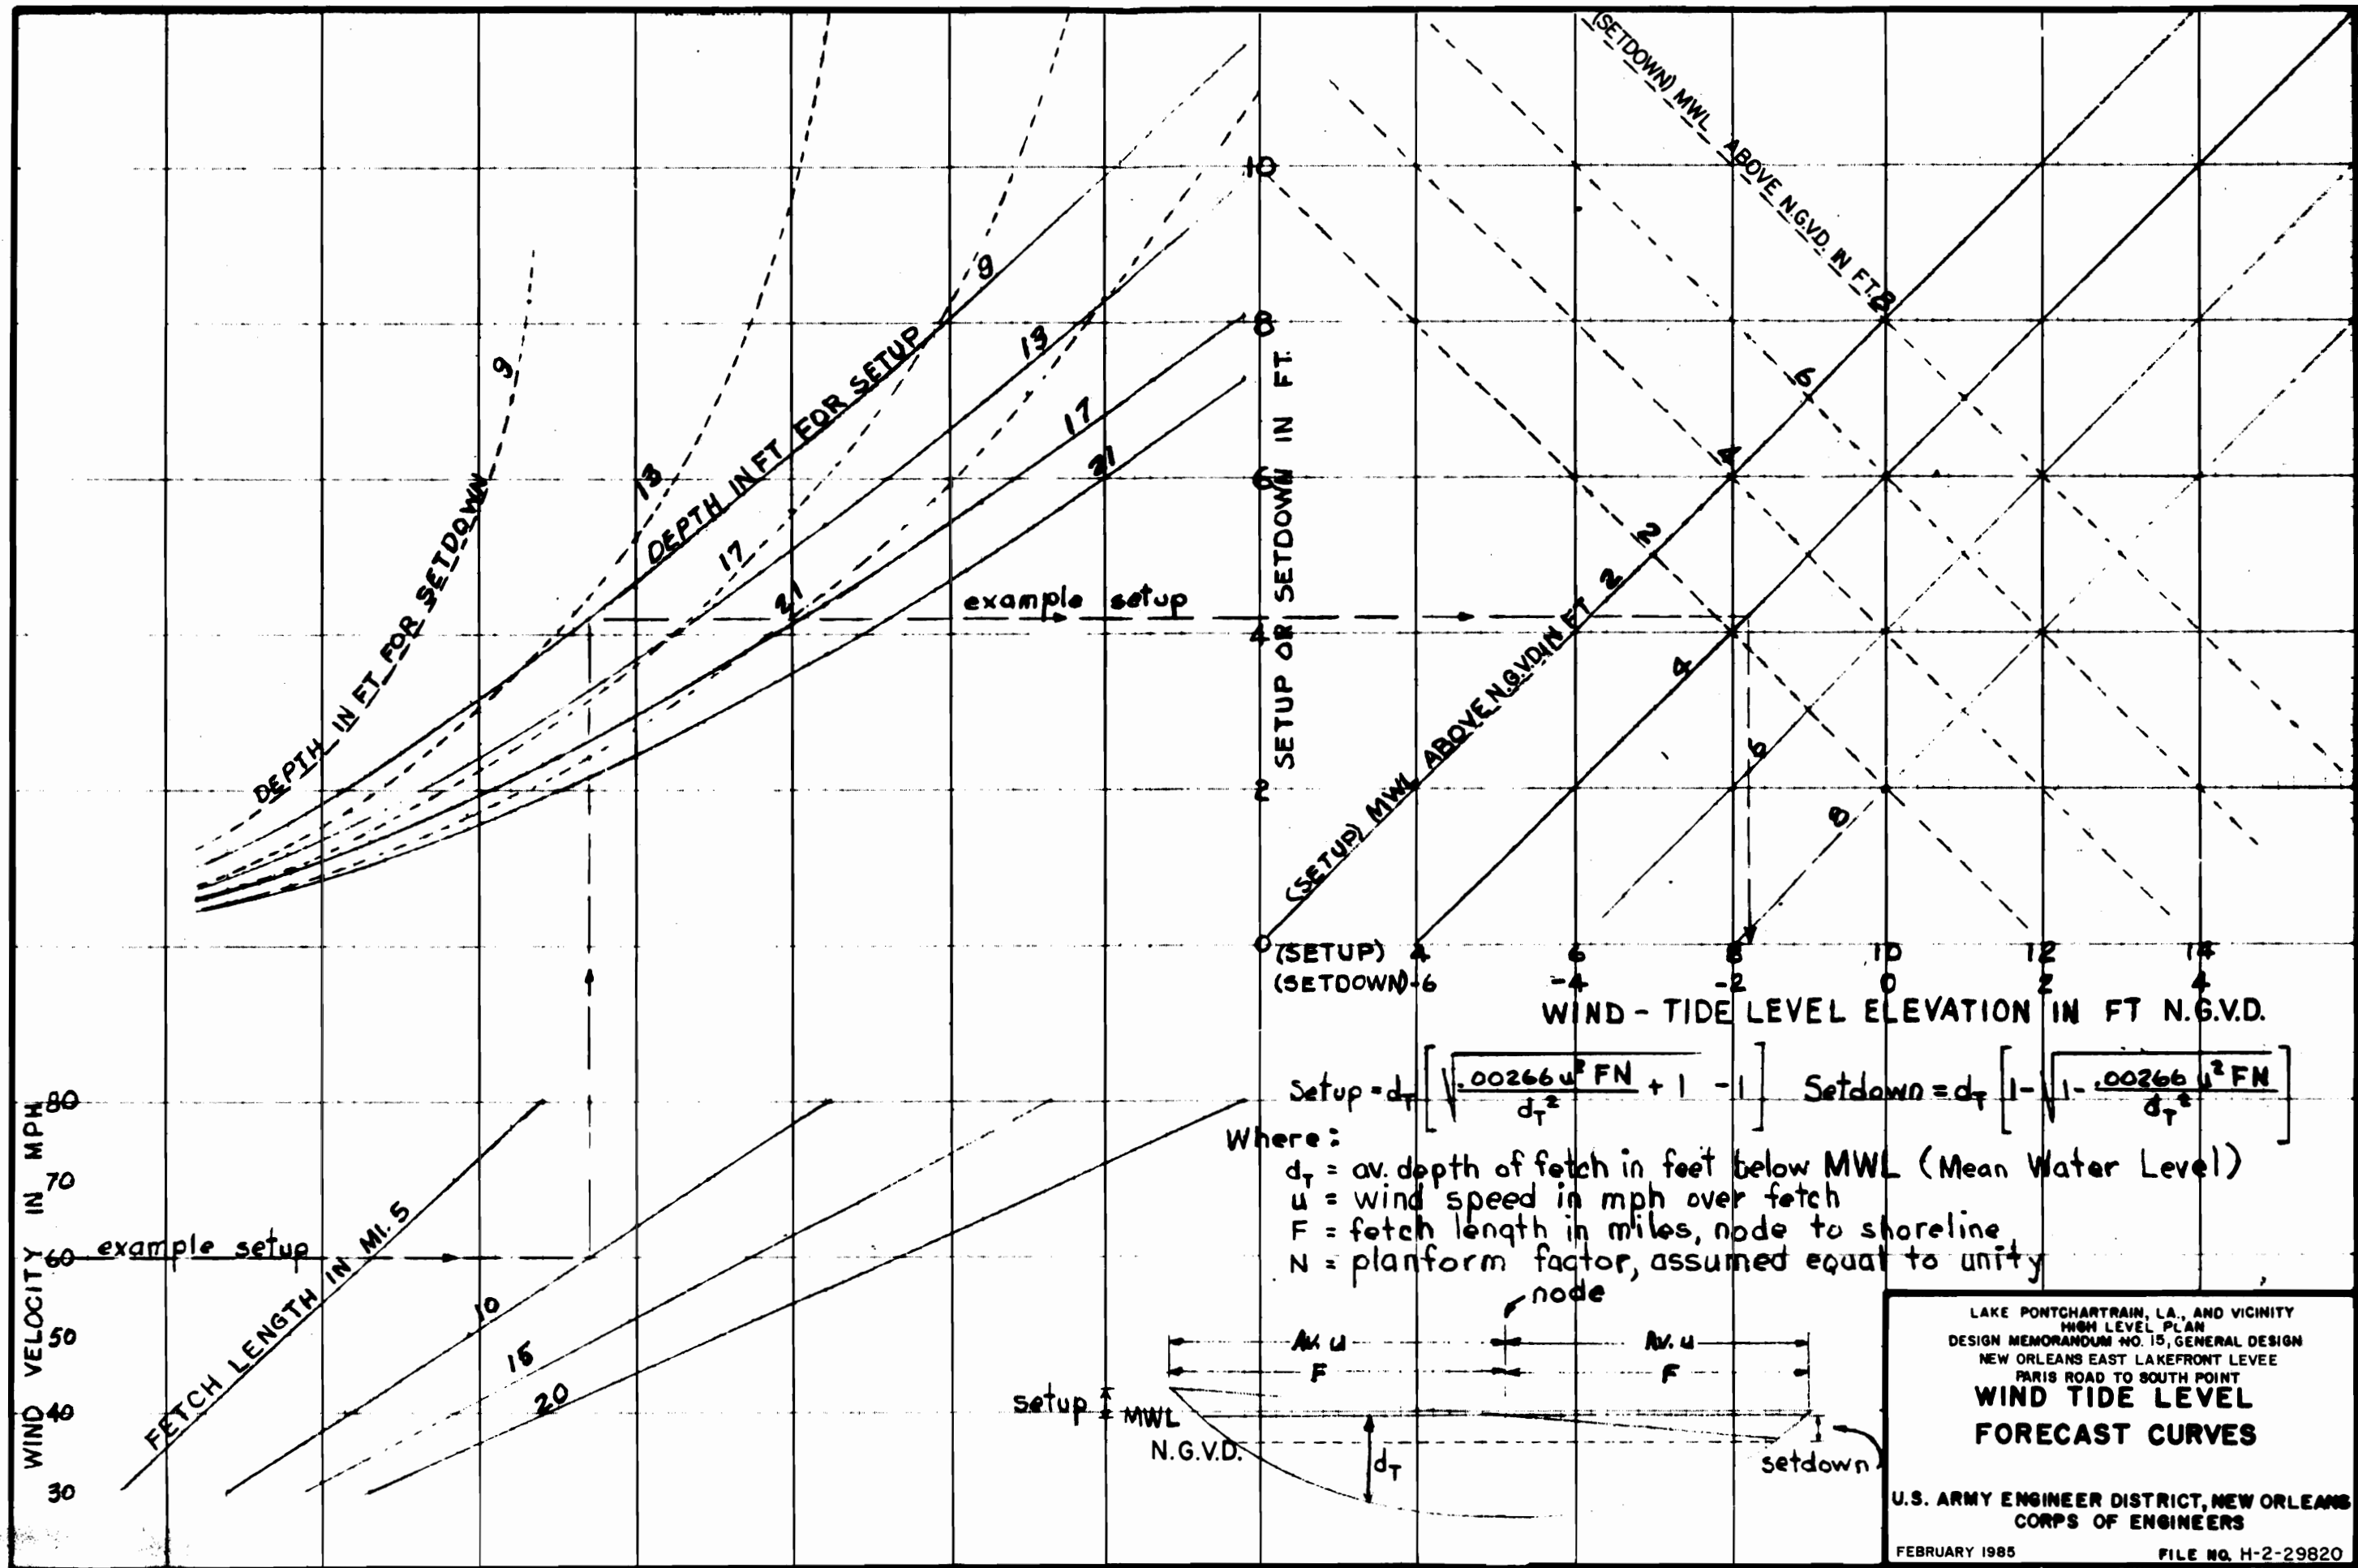 (SETDOWN) MWL ABOVE N.G.V.D. IN FT. 8
6
4
2
DEPTH IN FT FOR SETDOWN
9
13
17
21
DEPTH IN FT FOR SETUP
9
13
17
21
10
8
6
4
2
0
SETUP OR SETDOWN IN FT.
example setup
(SETUP) MWL ABOVE N.G.V.D. IN FT 2
4
6
8
(SETUP) 4 6 8 10 12 14
(SETDOWN)-6 -4 -2 0 2 4
WIND - TIDE LEVEL ELEVATION IN FT N.G.V.D.
WIND VELOCITY IN MPH
80
70
60
50
40
30
example setup
FETCH LENGTH IN MI. 5
10
15
20
Setup = d_T [√(.00266 u² FN / d_T² + 1) - 1] Setdown = d_T [1 - √(1 - .00266 u² FN / d_T²)]
Where:
d_T = av. depth of fetch in feet below MWL (Mean Water Level)
u = wind speed in mph over fetch
F = fetch length in miles, node to shoreline
N = planform factor, assumed equal to unity
node
Av. u Av. u
F F
setup MWL
N.G.V.D.
d_T
setdown
LAKE PONTCHARTRAIN, LA., AND VICINITY
HIGH LEVEL PLAN
DESIGN MEMORANDUM NO. 15, GENERAL DESIGN
NEW ORLEANS EAST LAKEFRONT LEVEE
PARIS ROAD TO SOUTH POINT
WIND TIDE LEVEL
FORECAST CURVES
U.S. ARMY ENGINEER DISTRICT, NEW ORLEANS
CORPS OF ENGINEERS
FEBRUARY 1985 FILE NO. H-2-29820